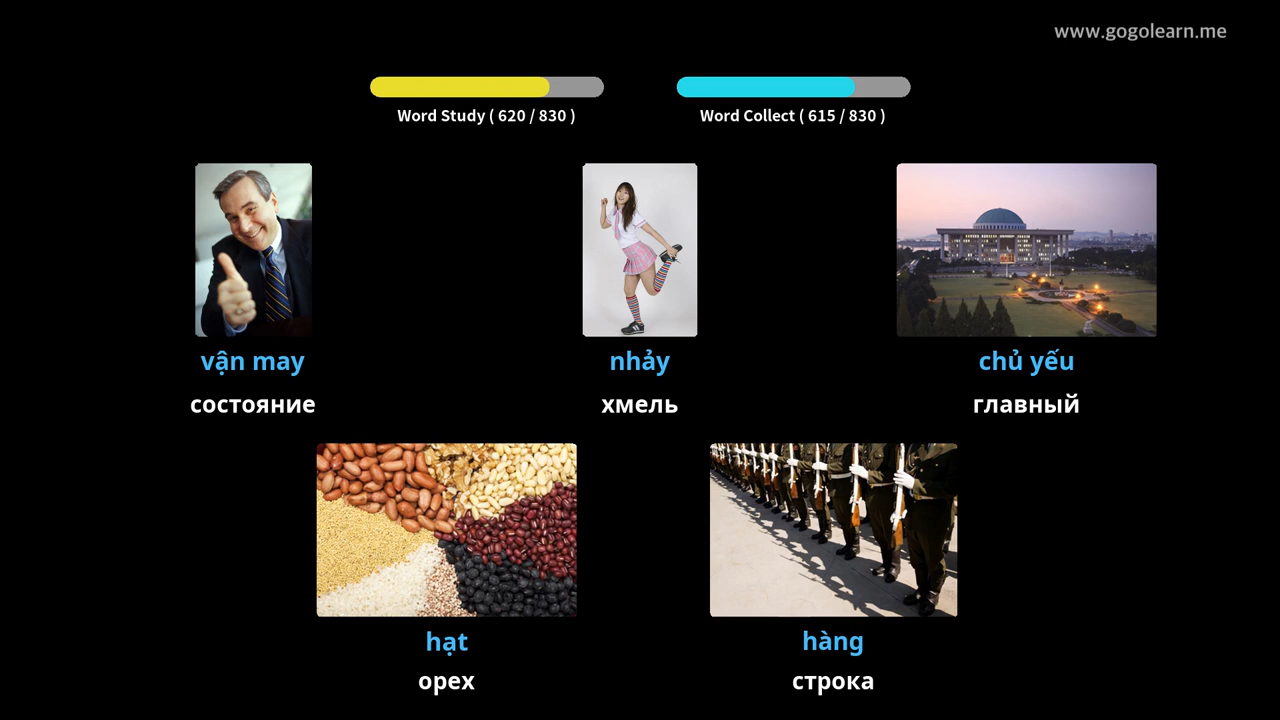 www.gogolearn.me
Word Study ( 620 / 830 )
Word Collect ( 615 / 830 )
vận may
nhảy
chủ yếu
состояние
хмель
главный
hạt
hàng
орех
строка